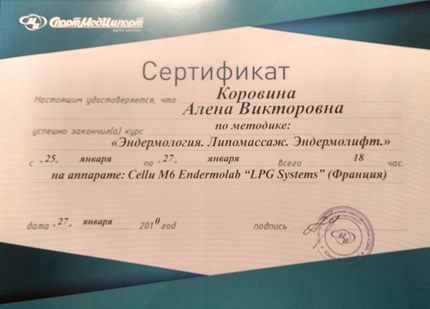 СпортМедИмпорт
Сертификат
Настоящим удостоверяется, что Коровина
Алена Викторовна
успешно закончил(а) курс по методике:
«Эндермология. Липомассаж. Эндермолифт.»
с «25» января по «27» января всего 18 час.
на аппарате: Cellu M6 Endermolab “LPG Systems” (Франция)
дата «27» января 2010 год подпись